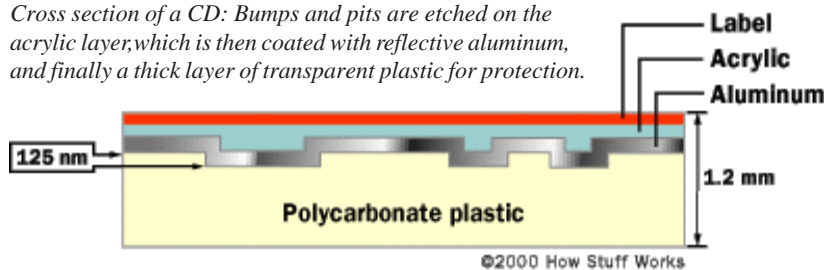 Cross section of a CD: Bumps and pits are etched on the
acrylic layer,which is then coated with reflective aluminum,
and finally a thick layer of transparent plastic for protection.
Label
Acrylic
Aluminum
125 nm
1.2 mm
Polycarbonate plastic
©2000 How Stuff Works